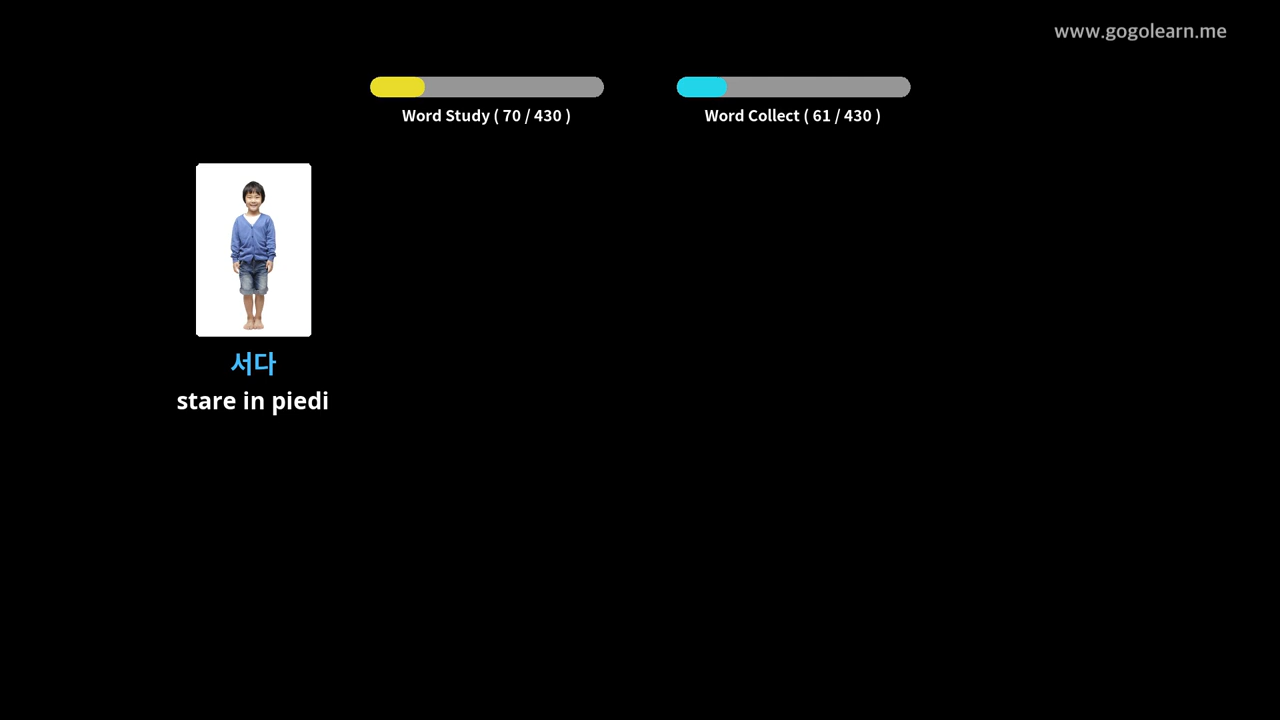 www.gogolearn.me
Word Study ( 70 / 430 )
Word Collect ( 61 / 430 )
서다
stare in piedi